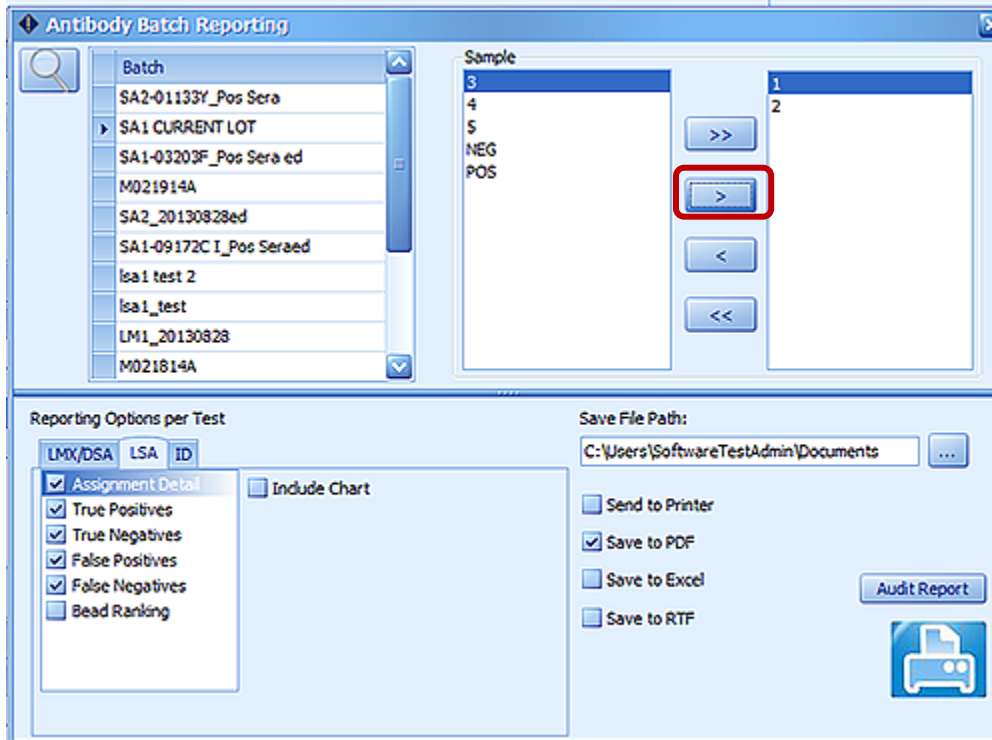 Antibody Batch Reporting
Batch
SA2-01133Y_Pos Sera
SA1 CURRENT LOT
SA1-03203F_Pos Sera ed
M021914A
SA2_20130828ed
SA1-09172C I_Pos Seraed
lsa1 test 2
lsa1_test
LM1_20130828
M021814A
Sample
3
4
5
NEG
POS
>>
>
<
<<
1
2
Reporting Options per Test
LMX/DSA LSA ID
Assignment Detail
True Positives
True Negatives
False Positives
False Negatives
Bead Ranking
Include Chart
Save File Path:
C:\Users\SoftwareTestAdmin\Documents ...
Send to Printer
Save to PDF
Save to Excel
Save to RTF
Audit Report